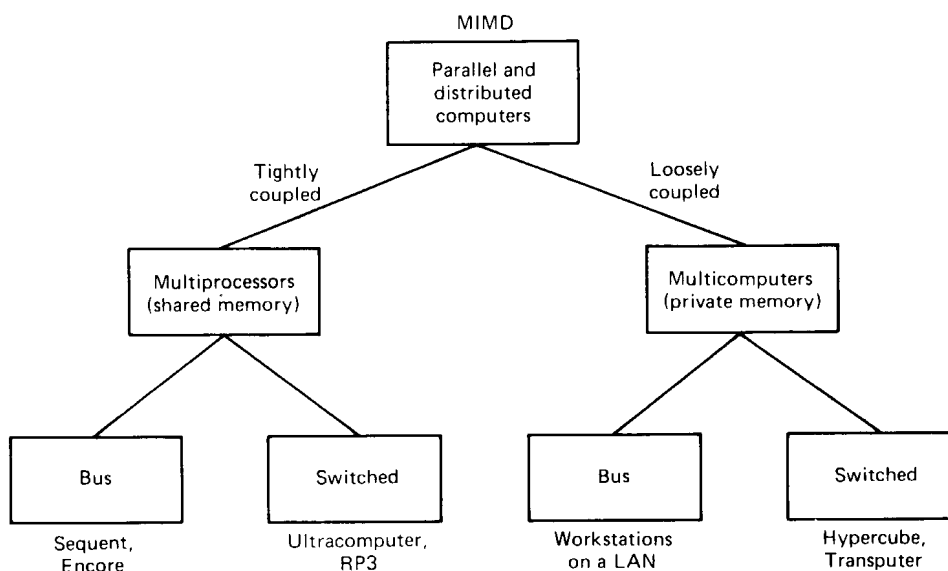 MIMD
Parallel and
distributed
computers
Tightly
coupled
Loosely
coupled
Multiprocessors
(shared memory)
Multicomputers
(private memory)
Bus
Switched
Bus
Switched
Sequent,
Encore
Ultracomputer,
RP3
Workstations
on a LAN
Hypercube,
Transputer